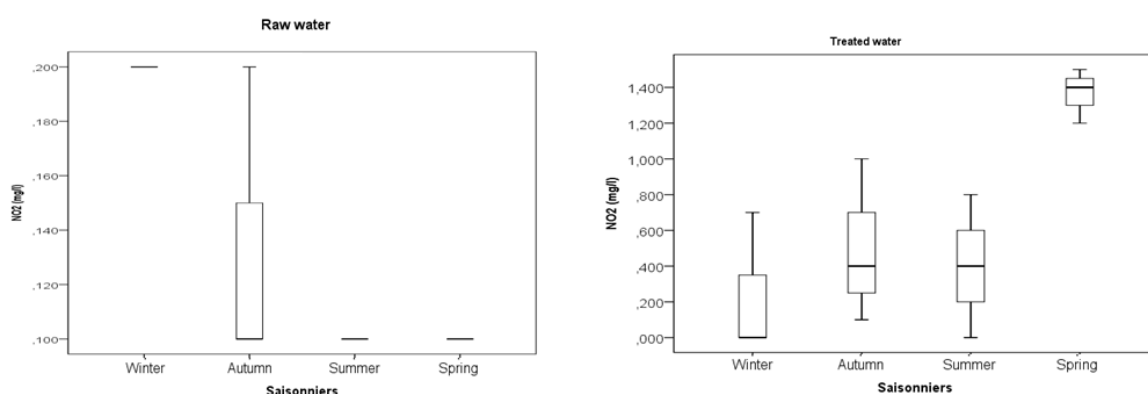 Raw water
NO2 (mg/l)
,200
,180
,160
,140
,120
,100
Winter Autumn Summer Spring
Saisonniers
Treated water
NO2 (mg/l)
1,400
1,200
1,000
,800
,600
,400
,200
,000
Winter Autumn Summer Spring
Saisonniers